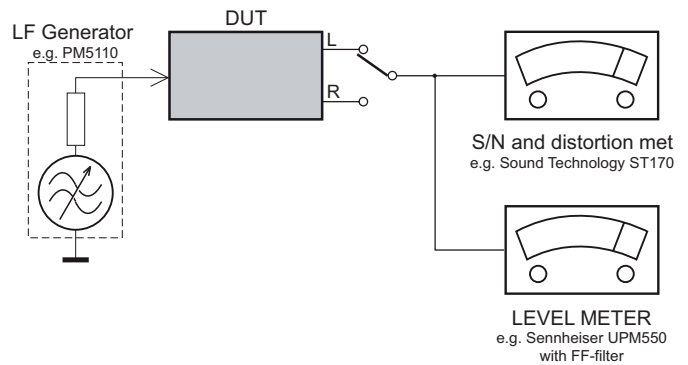 LF Generator
e.g. PM5110
DUT
L
R
S/N and distortion met
e.g. Sound Technology ST170
LEVEL METER
e.g. Sennheiser UPM550
with FF-filter